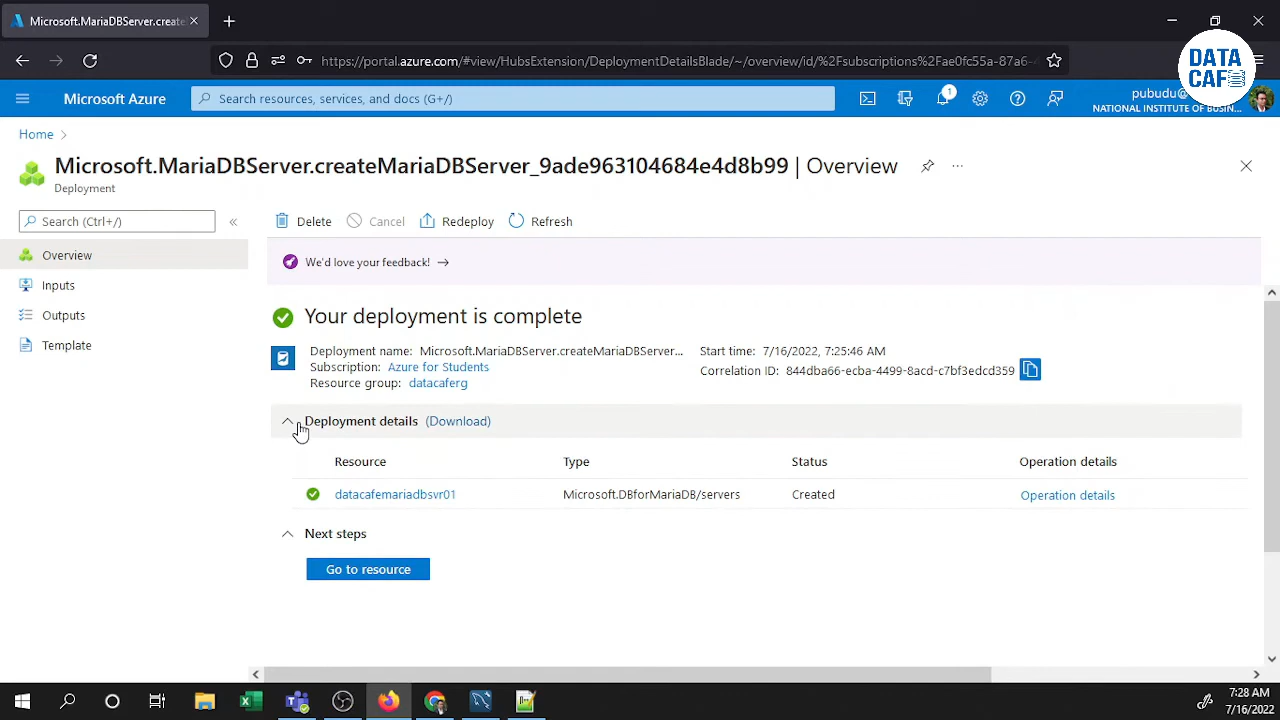 Microsoft.MariaDBServer.create
DATA
CAFE
https://portal.azure.com/#view/HubsExtension/DeploymentDetailsBlade/~/overview/id/%2Fsubscriptions%2Fae0fc55a-87a6-
Microsoft Azure
Search resources, services, and docs (G+/)
1
pubudu@
NATIONAL INSTITUTE OF BUSIN...
Home
Microsoft.MariaDBServer.createMariaDBServer_9ade963104684e4d8b99 | Overview
Deployment
Search (Ctrl+/)
Delete
Cancel
Redeploy
Refresh
Overview
Inputs
Outputs
Template
We'd love your feedback!
Your deployment is complete
Deployment name: Microsoft.MariaDBServer.createMariaDBServer...
Subscription: Azure for Students
Resource group: datacaferg
Start time: 7/16/2022, 7:25:46 AM
Correlation ID: 844dba66-ecba-4499-8acd-c7bf3edcd359
Deployment details (Download)
Resource Type Status Operation details
datacafemariadbsvr01 Microsoft.DBforMariaDB/servers Created Operation details
Next steps
Go to resource
7:28 AM
7/16/2022